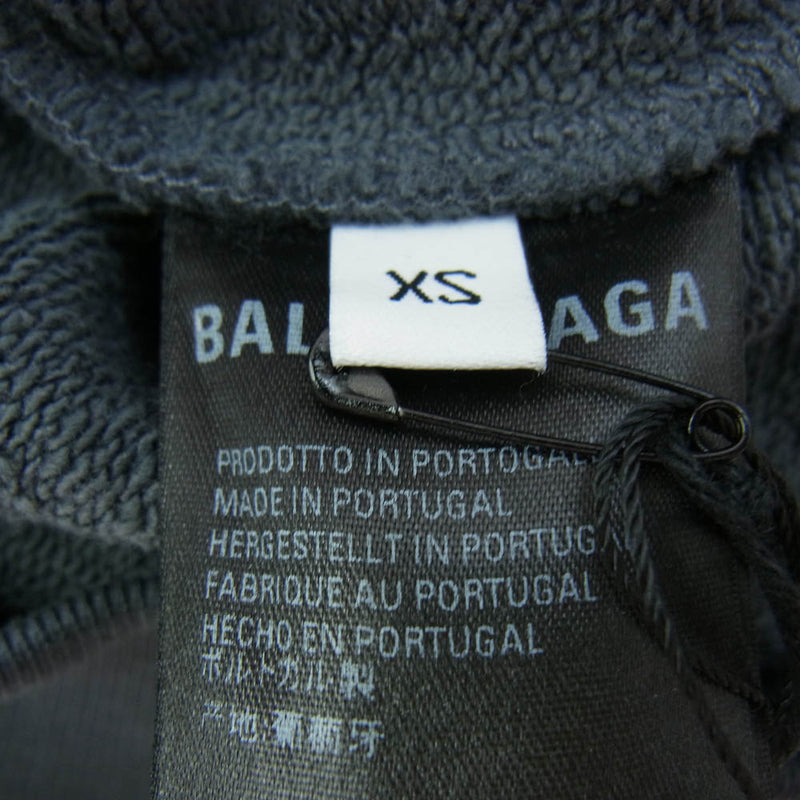 XS
BAL AGA
PRODOTTO IN PORTOGAL
MADE IN PORTUGAL
HERGESTELLT IN PORTUG
FABRIQUE AU PORTUGAL
HECHO EN PORTUGAL
ポルトガル製
产地:葡萄牙